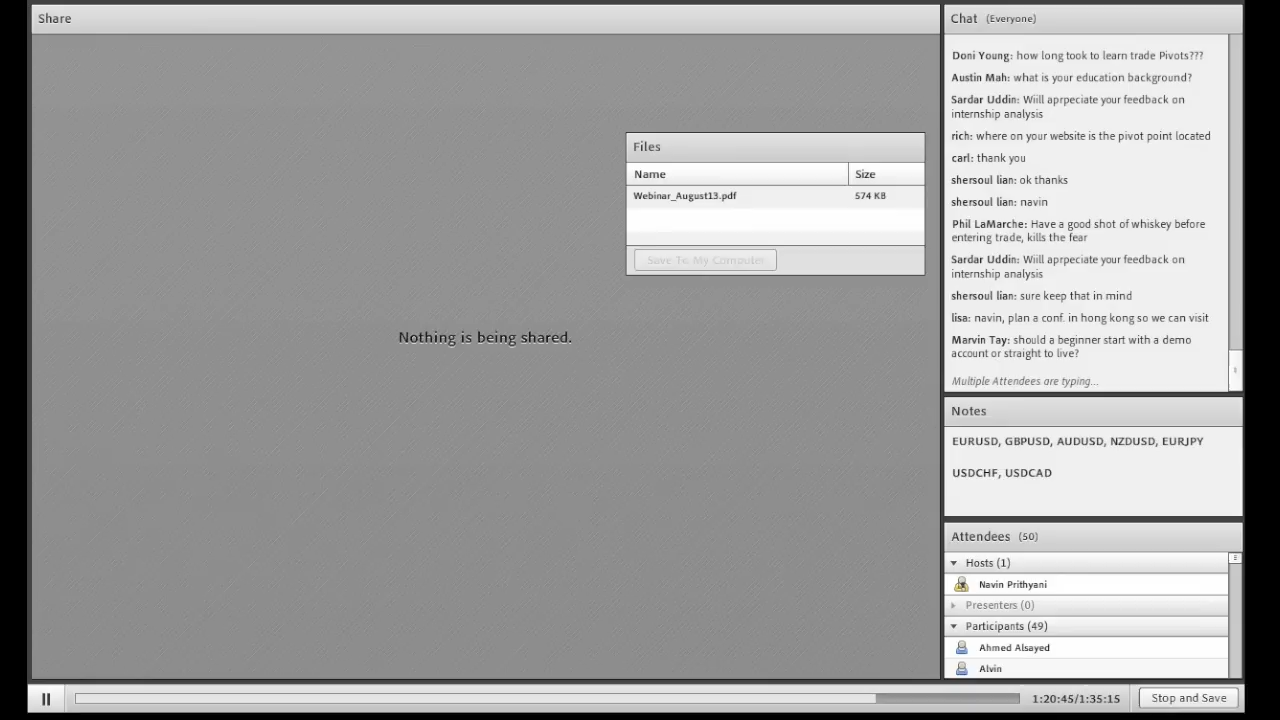 Share
Nothing is being shared.
Files
Name Size
Webinar_August13.pdf 574 KB
Save To My Computer
Chat (Everyone)
Doni Young: how long took to learn trade Pivots???
Austin Mah: what is your education background?
Sardar Uddin: Wiill aprpeciate your feedback on
internship analysis
rich: where on your website is the pivot point located
carl: thank you
shersoul lian: ok thanks
shersoul lian: navin
Phil LaMarche: Have a good shot of whiskey before
entering trade, kills the fear
Sardar Uddin: Wiill aprpeciate your feedback on
internship analysis
shersoul lian: sure keep that in mind
lisa: navin, plan a conf. in hong kong so we can visit
Marvin Tay: should a beginner start with a demo
account or straight to live?
Multiple Attendees are typing...
Notes
EURUSD, GBPUSD, AUDUSD, NZDUSD, EURJPY
USDCHF, USDCAD
Attendees (50)
Hosts (1)
Navin Prithyani
Presenters (0)
Participants (49)
Ahmed Alsayed
Alvin
1:20:45/1:35:15
Stop and Save